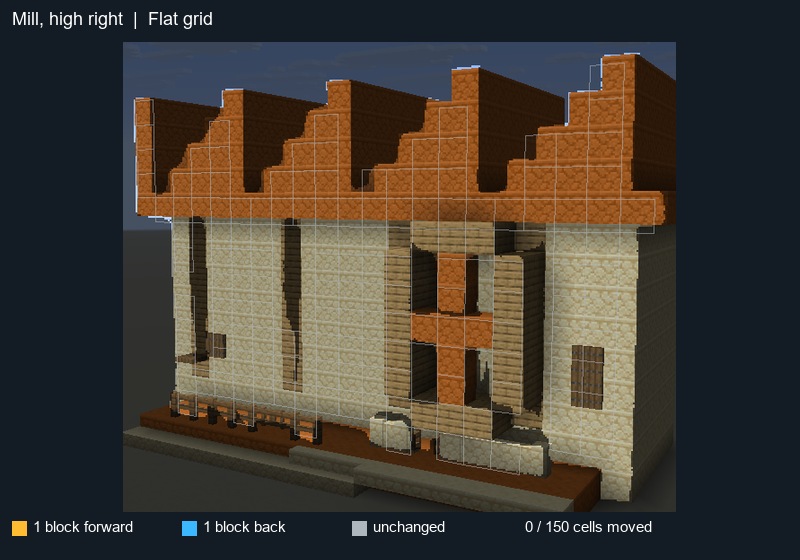 Mill, high right | Flat grid
1 block forward
1 block back
unchanged
0 / 150 cells moved